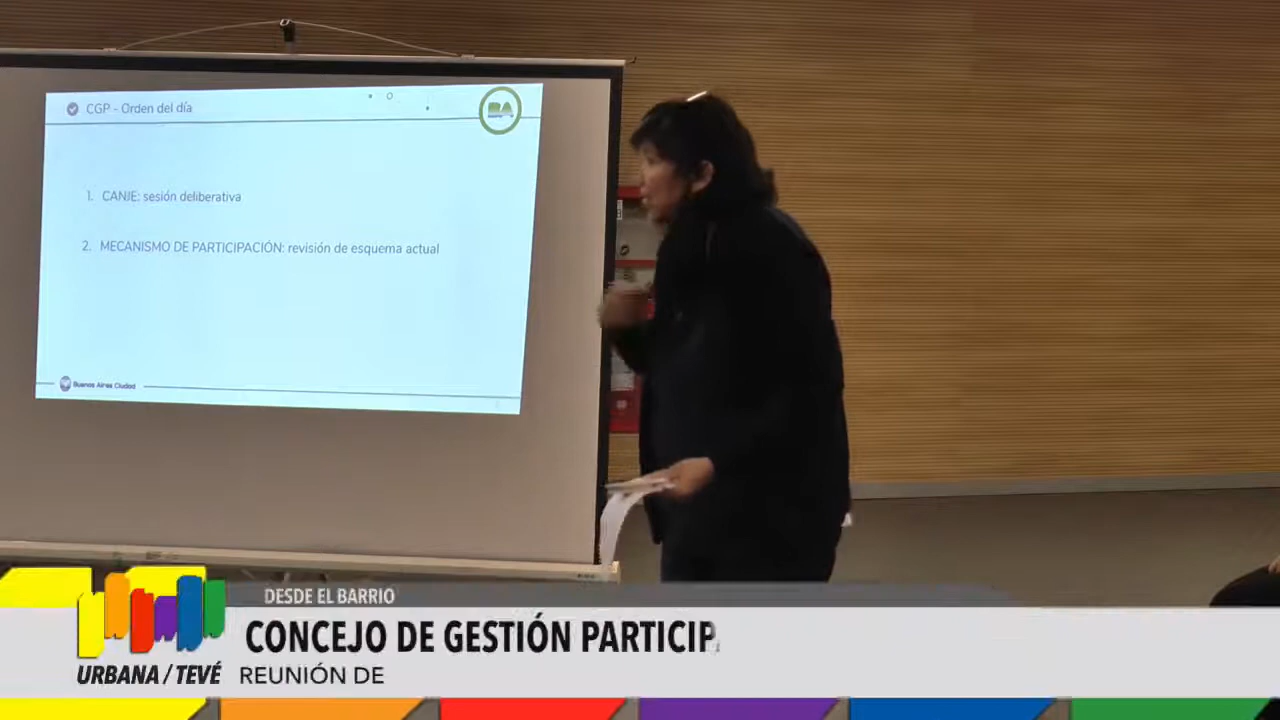 CGP - Orden del día
BA
1. CANJE: sesión deliberativa
2. MECANISMO DE PARTICIPACIÓN: revisión de esquema actual
Buenos Aires Ciudad
DESDE EL BARRIO
CONCEJO DE GESTIÓN PARTICIP
URBANA / TEVÉ
REUNIÓN DE